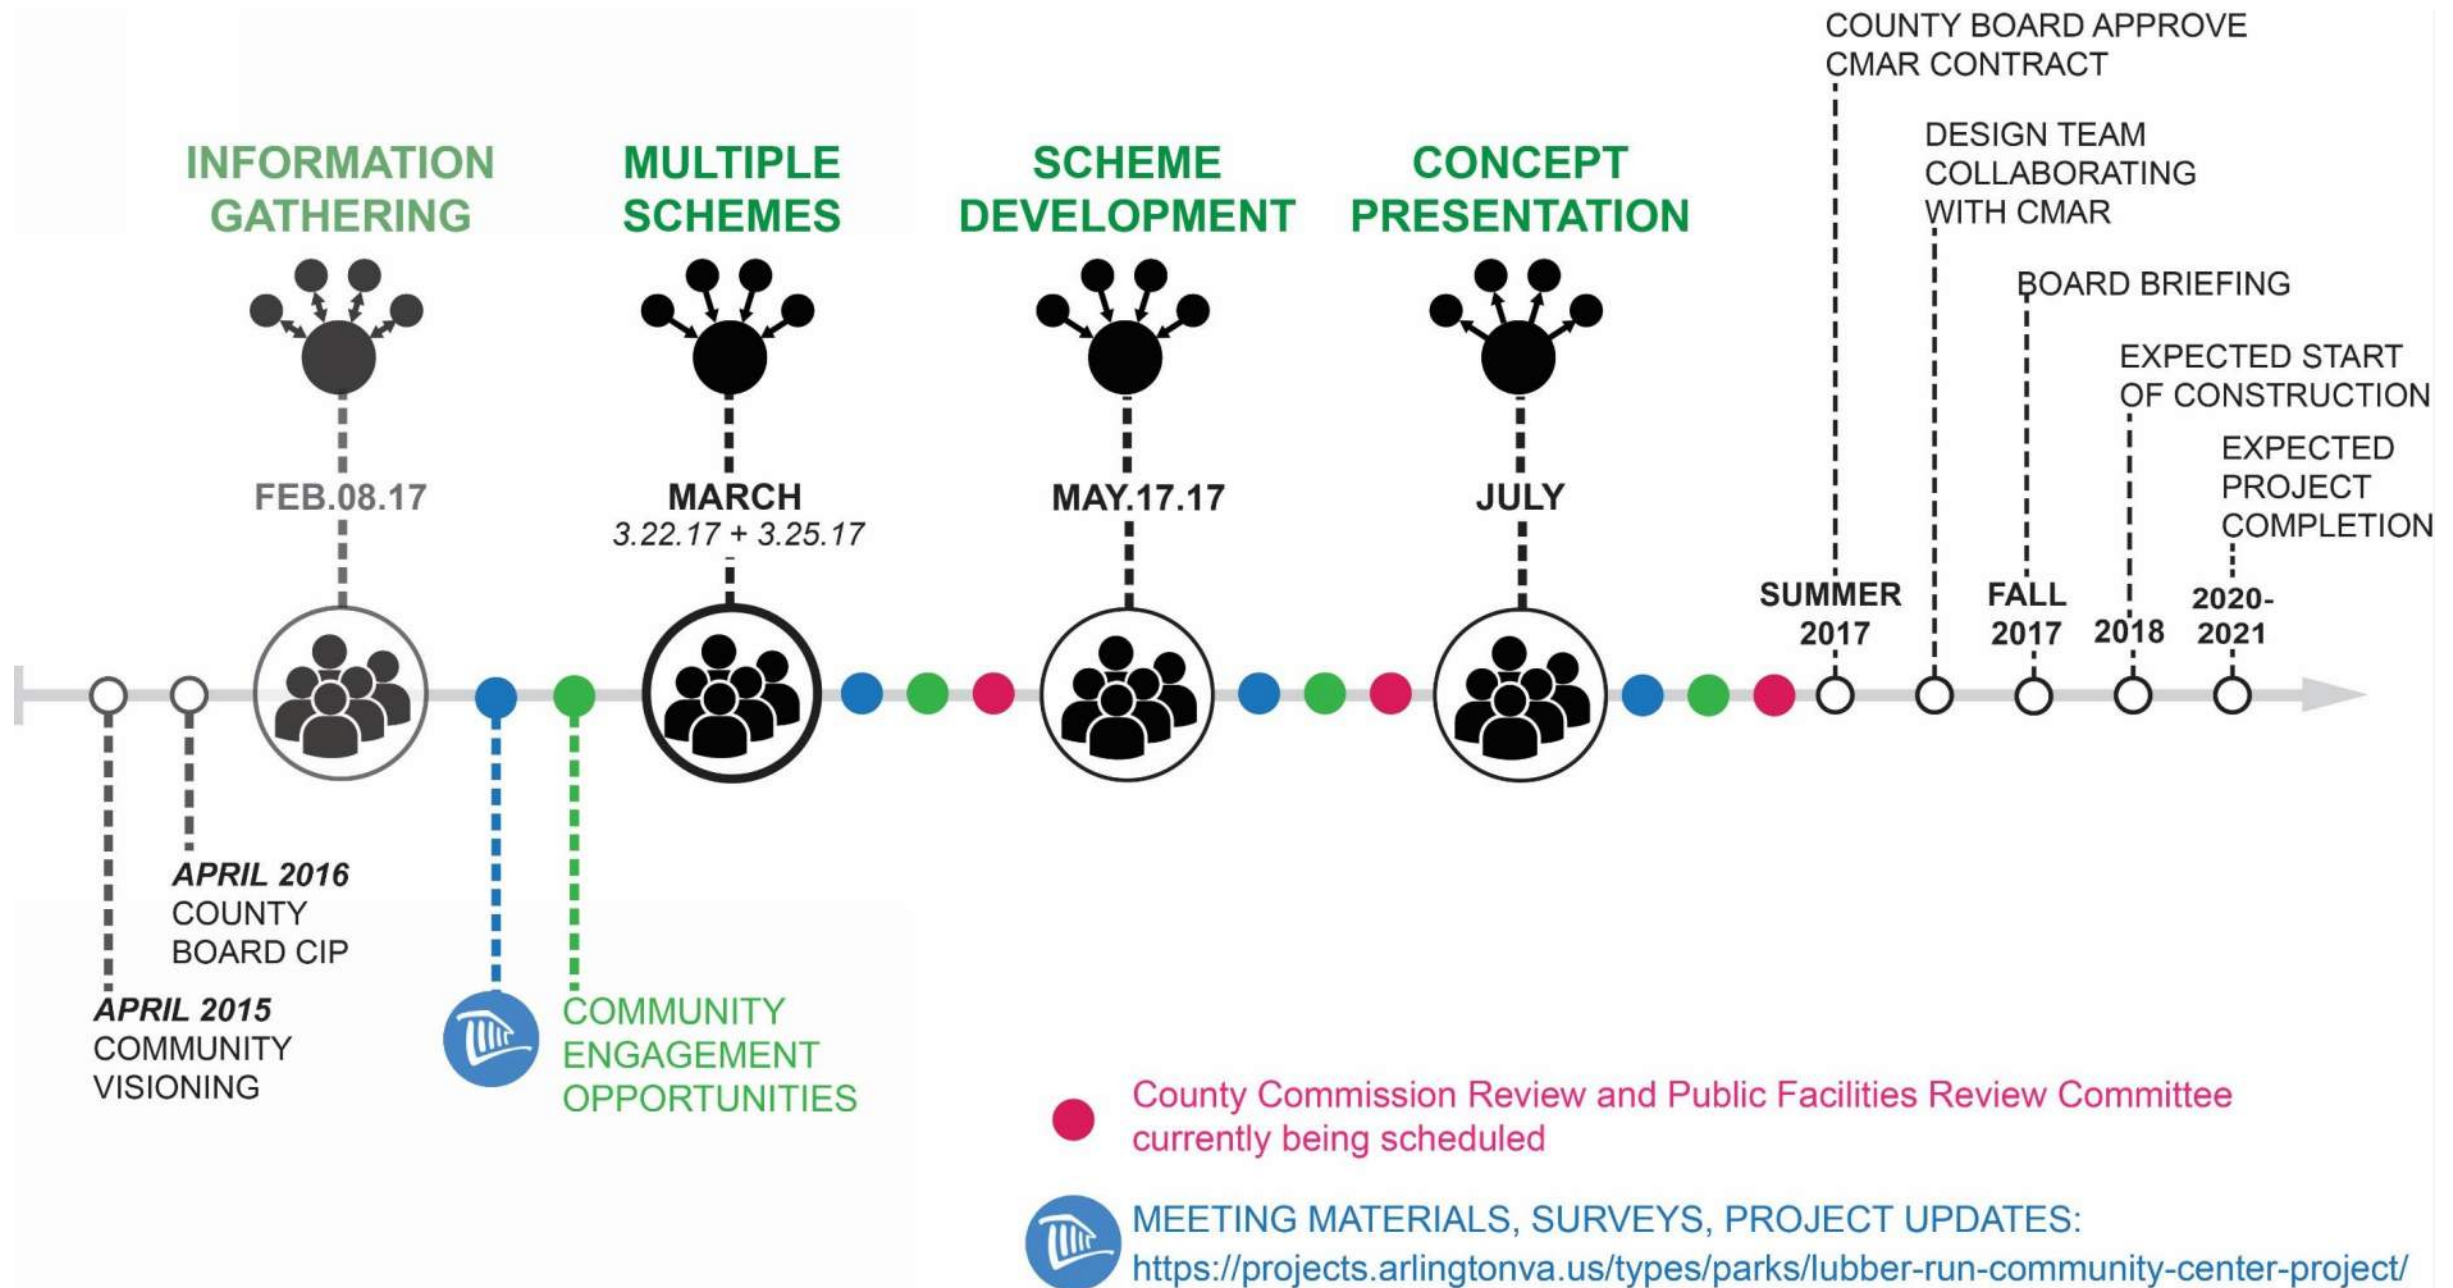 COUNTY BOARD APPROVE
CMAR CONTRACT
DESIGN TEAM
COLLABORATING
WITH CMAR
BOARD BRIEFING
EXPECTED START
OF CONSTRUCTION
EXPECTED
PROJECT
COMPLETION
INFORMATION
GATHERING
MULTIPLE
SCHEMES
SCHEME
DEVELOPMENT
CONCEPT
PRESENTATION
FEB.08.17
MARCH
3.22.17 + 3.25.17
MAY.17.17
JULY
SUMMER
2017
FALL
2017
2018
2020-
2021
APRIL 2016
COUNTY
BOARD CIP
APRIL 2015
COMMUNITY
VISIONING
COMMUNITY
ENGAGEMENT
OPPORTUNITIES
County Commission Review and Public Facilities Review Committee
currently being scheduled
MEETING MATERIALS, SURVEYS, PROJECT UPDATES:
https://projects.arlingtonva.us/types/parks/lubber-run-community-center-project/